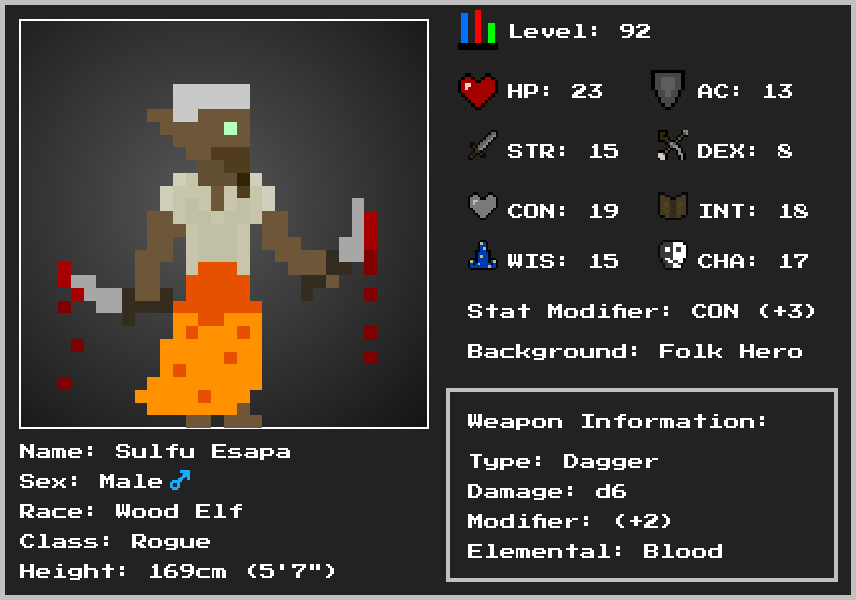 Level: 92
HP: 23
AC: 13
STR: 15
DEX: 8
CON: 19
INT: 18
WIS: 15
CHA: 17
Stat Modifier: CON (+3)
Background: Folk Hero
Weapon Information:
Type: Dagger
Damage: d6
Modifier: (+2)
Elemental: Blood
Name: Sulfu Esapa
Sex: Male♂
Race: Wood Elf
Class: Rogue
Height: 169cm (5'7")